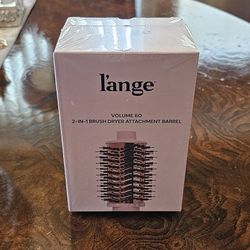 l'ange
VOLUME 60
2-IN-1 BRUSH DRYER ATTACHMENT BARREL